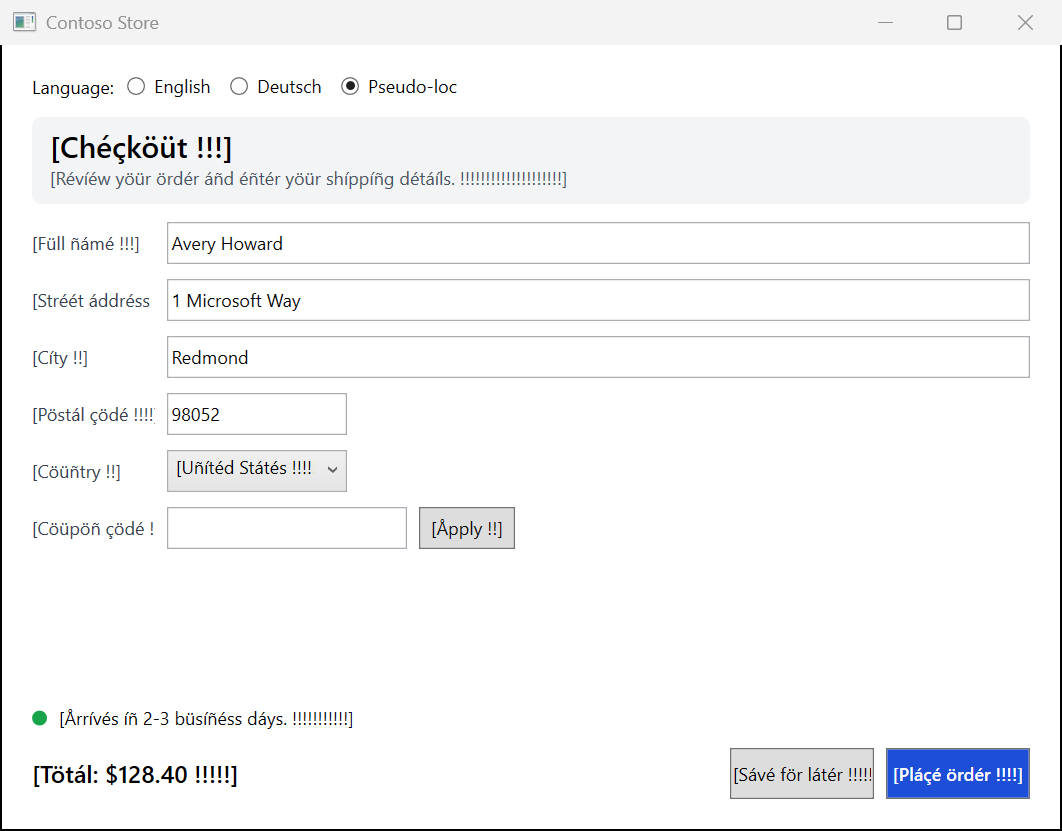 Contoso Store
Language: English Deutsch Pseudo-loc
[Chéçköüt !!!]
[Révíéw yöür ördér áñd éñtér yöür shíppíñg détáíls. !!!!!!!!!!!!!!!!!!!!]
[Füll ñámé !!!] Avery Howard
[Stréét áddréss 1 Microsoft Way
[Cíty !!] Redmond
[Pöstál çödé !!!!] 98052
[Cöüñtry !!] [Uñítéd Státés !!!!
[Cöüpöñ çödé ! [Åpply !!]
[Årrívés íñ 2-3 büsíñéss dáys. !!!!!!!!!!!]
[Tötál: $128.40 !!!!!] [Sávé för látér !!!!! [Pláçé ördér !!!!]